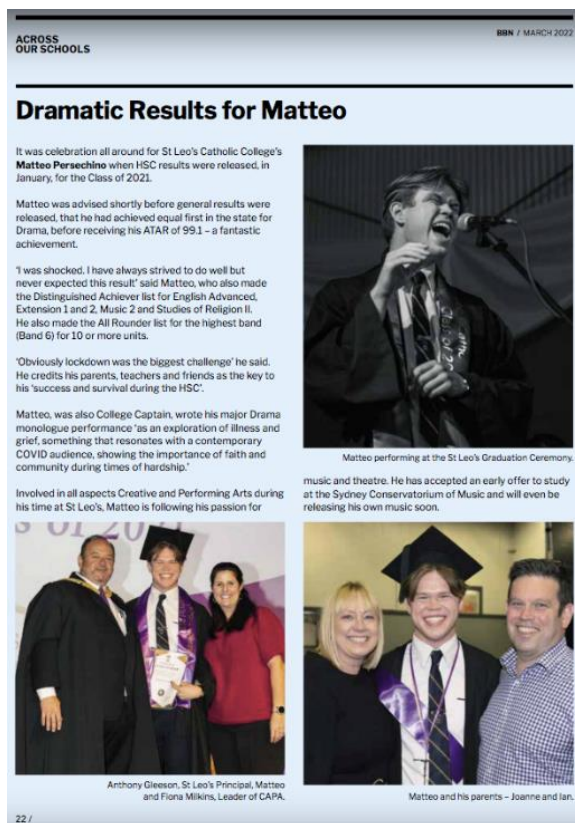 ACROSS
OUR SCHOOLS
BBN / MARCH 2022
Dramatic Results for Matteo
It was celebration all around for St Leo's Catholic College's
Matteo Persechino when HSC results were released, in
January, for the Class of 2021.
Matteo was advised shortly before general results were
released, that he had achieved equal first in the state for
Drama, before receiving his ATAR of 99.1 – a fantastic
achievement.
'I was shocked. I have always strived to do well but
never expected this result' said Matteo, who also made
the Distinguished Achiever list for English Advanced,
Extension 1 and 2, Music 2 and Studies of Religion II.
He also made the All Rounder list for the highest band
(Band 6) for 10 or more units.
'Obviously lockdown was the biggest challenge' he said.
He credits his parents, teachers and friends as the key to
his 'success and survival during the HSC'.
Matteo, was also College Captain, wrote his major Drama
monologue performance 'as an exploration of illness and
grief, something that resonates with a contemporary
COVID audience, showing the importance of faith and
community during times of hardship.'
Involved in all aspects Creative and Performing Arts during
his time at St Leo's, Matteo is following his passion for
Matteo performing at the St Leo's Graduation Ceremony.
music and theatre. He has accepted an early offer to study
at the Sydney Conservatorium of Music and will even be
releasing his own music soon.
Anthony Gleeson, St Leo's Principal, Matteo
and Fiona Milkins, Leader of CAPA.
Matteo and his parents – Joanne and Ian.
22 /